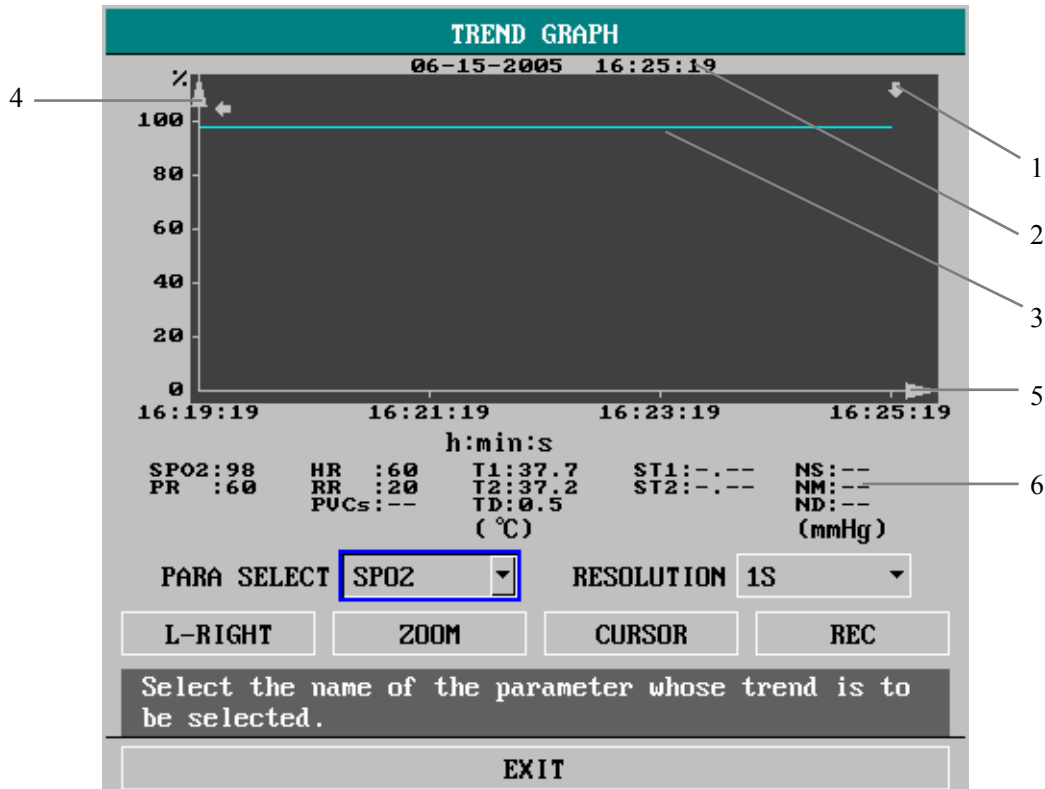 TREND GRAPH
06-15-2005 16:25:19
%
4
100
1
80
60
2
40
3
20
0
5
16:19:19 16:21:19 16:23:19 16:25:19
h:min:s
SPO2:98 HR :60 T1:37.7 ST1:-.-- NS:--
PR :60 RR :20 T2:37.2 ST2:-.-- NM:-- 6
PVCs:-- TD:0.5 ND:--
(℃) (mmHg)
PARA SELECT SPO2 RESOLUTION 1S
L-RIGHT ZOOM CURSOR REC
Select the name of the parameter whose trend is to
be selected.
EXIT